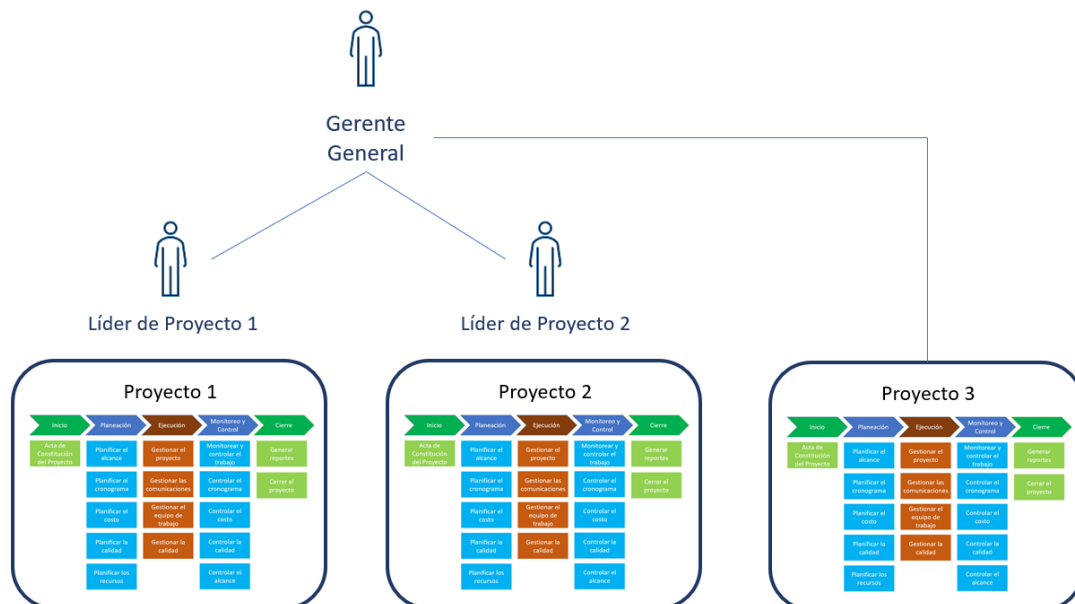 Gerente
General
Líder de Proyecto 1
Líder de Proyecto 2
Proyecto 1
Inicio
Planeación
Ejecución
Monitoreo y
Control
Cierre
Acta de
Constitución
del Proyecto
Planificar el
alcance
Gestionar el
proyecto
Monitorear y
controlar el
trabajo
Generar
reportes
Planificar el
cronograma
Gestionar las
comunicaciones
Controlar el
cronograma
Cerrar el
proyecto
Planificar el
costo
Gestionar el
equipo de
trabajo
Controlar el
costo
Planificar la
calidad
Gestionar la
calidad
Controlar la
calidad
Planificar los
recursos
Controlar el
alcance
Proyecto 2
Inicio
Planeación
Ejecución
Monitoreo y
Control
Cierre
Acta de
Constitución
del Proyecto
Planificar el
alcance
Gestionar el
proyecto
Monitorear y
controlar el
trabajo
Generar
reportes
Planificar el
cronograma
Gestionar las
comunicaciones
Controlar el
cronograma
Cerrar el
proyecto
Planificar el
costo
Gestionar el
equipo de
trabajo
Controlar el
costo
Planificar la
calidad
Gestionar la
calidad
Controlar la
calidad
Planificar los
recursos
Controlar el
alcance
Proyecto 3
Inicio
Planeación
Ejecución
Monitoreo y
Control
Cierre
Acta de
Constitución
del Proyecto
Planificar el
alcance
Gestionar el
proyecto
Monitorear y
controlar el
trabajo
Generar
reportes
Planificar el
cronograma
Gestionar las
comunicaciones
Controlar el
cronograma
Cerrar el
proyecto
Planificar el
costo
Gestionar el
equipo de
trabajo
Controlar el
costo
Planificar la
calidad
Gestionar la
calidad
Controlar la
calidad
Planificar los
recursos
Controlar el
alcance